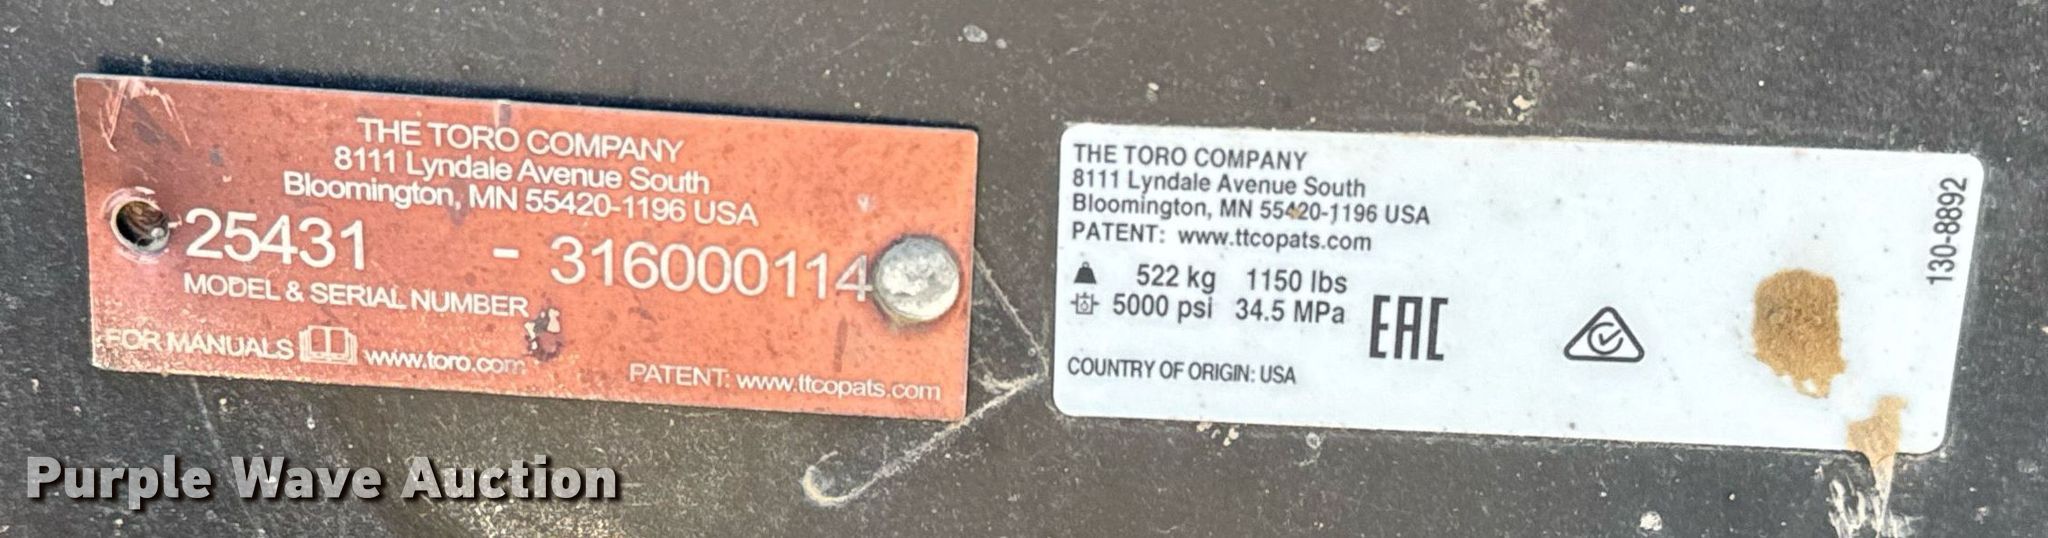 THE TORO COMPANY
8111 Lyndale Avenue South
Bloomington, MN 55420-1196 USA
25431 - 316000114
MODEL & SERIAL NUMBER
FOR MANUALS www.toro.com
PATENT: www.ttcopats.com
THE TORO COMPANY
8111 Lyndale Avenue South
Bloomington, MN 55420-1196 USA
PATENT: www.ttcopats.com
522 kg 1150 lbs
5000 psi 34.5 MPa
EAC
COUNTRY OF ORIGIN: USA
130-8892
Purple Wave Auction